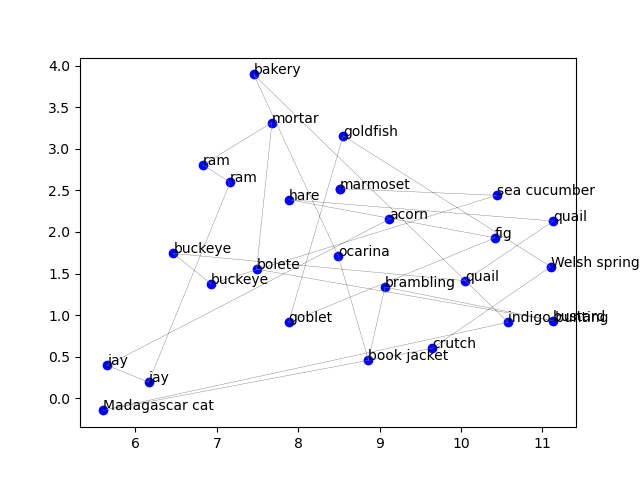 4.0
bakery
3.5
mortar
goldfish
3.0
ram
ram
2.5
marmoset
sea cucumber
hare
acorn
quail
2.0
fig
buckeye
ocarina
Welsh spring
1.5
bolete
buckeye
quail
brambling
1.0
goblet
indigo bunting
bustard
0.5
crutch
book jacket
jay
jay
0.0
Madagascar cat
6 7 8 9 10 11